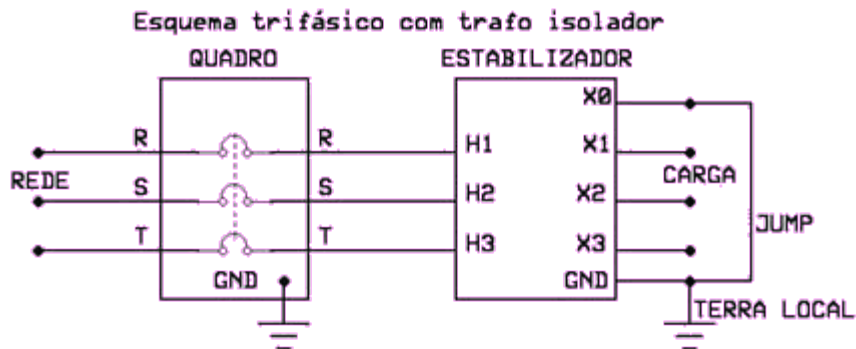 Esquema trifásico com trafo isolador
QUADRO
ESTABILIZADOR
X0
R
R
H1
X1
REDE
CARGA
S
S
H2
X2
JUMP
T
T
H3
X3
GND
GND
TERRA LOCAL